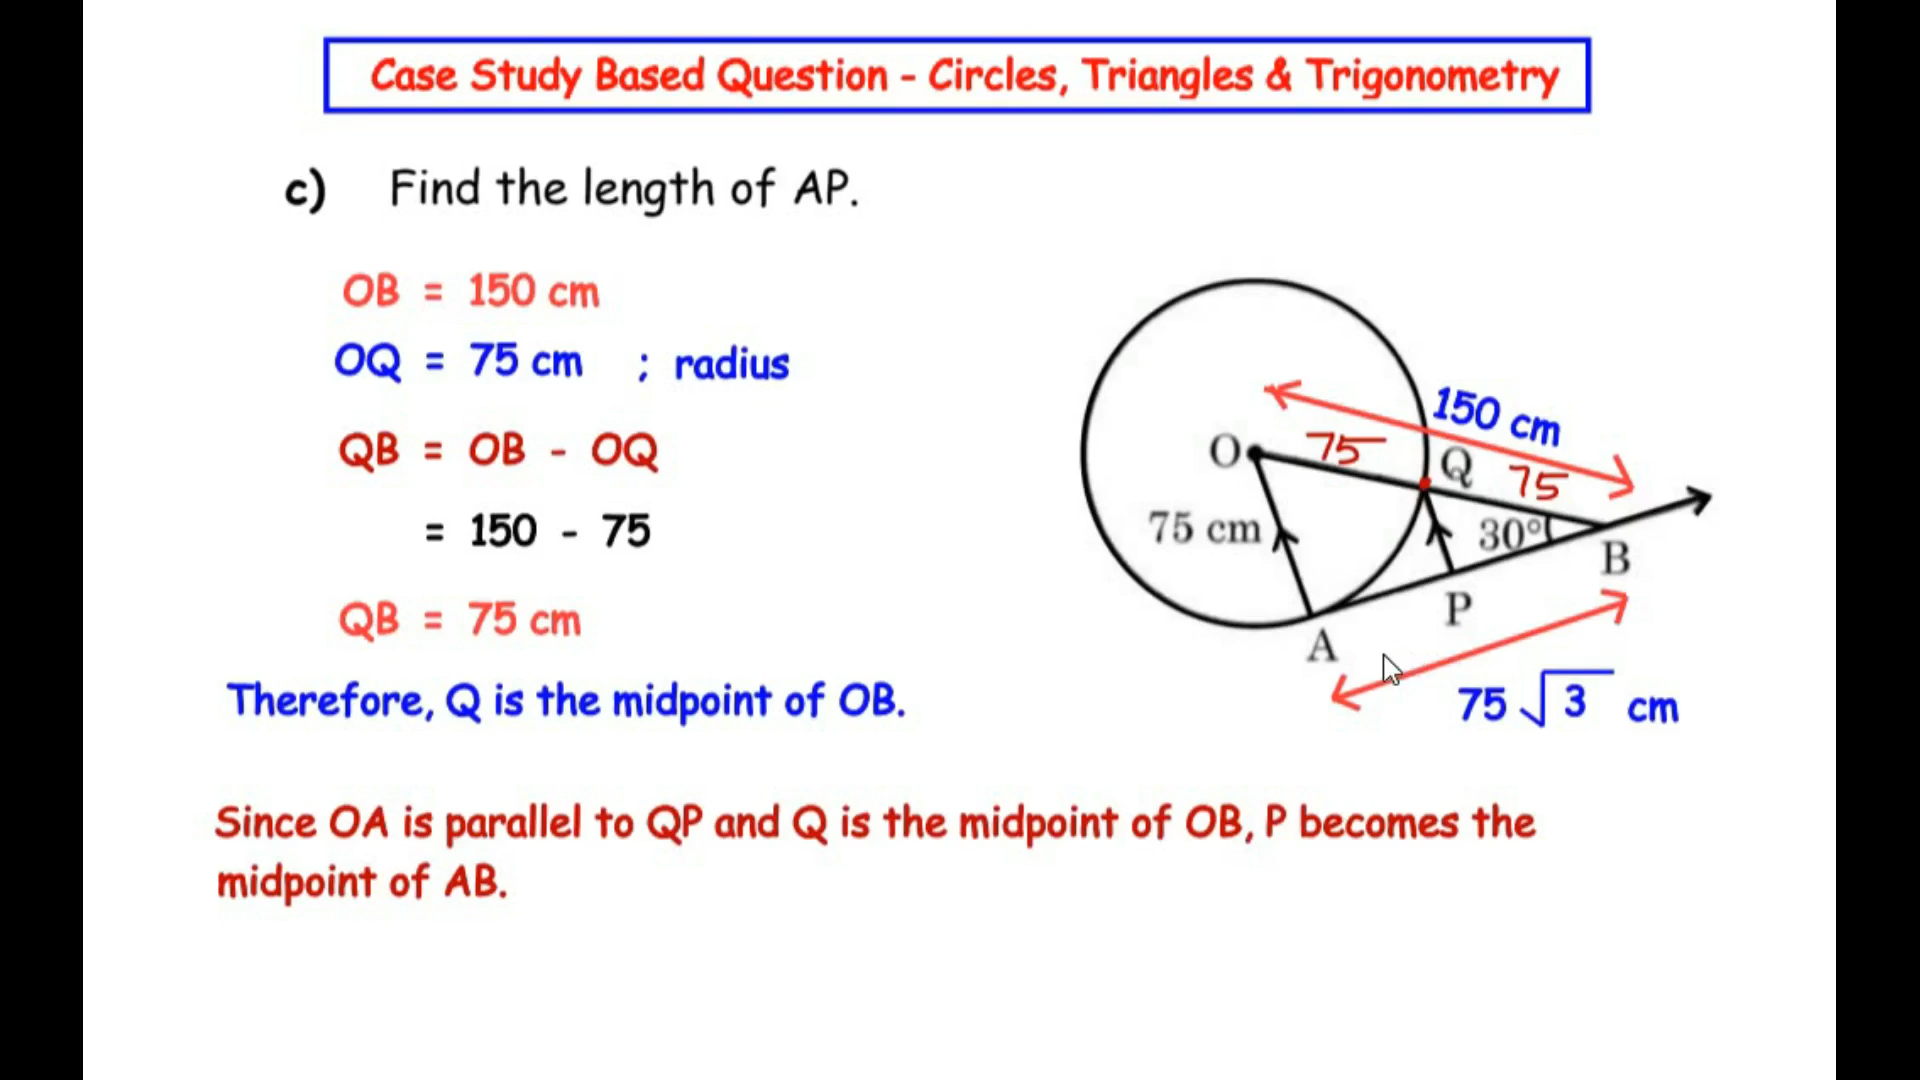 Case Study Based Question - Circles, Triangles & Trigonometry
c) Find the length of AP.
OB = 150 cm
OQ = 75 cm ; radius
QB = OB - OQ
= 150 - 75
QB = 75 cm
Therefore, Q is the midpoint of OB.
150 cm
O
75
Q
75
75 cm
30°
B
P
A
75 √3 cm
Since OA is parallel to QP and Q is the midpoint of OB, P becomes the
midpoint of AB.